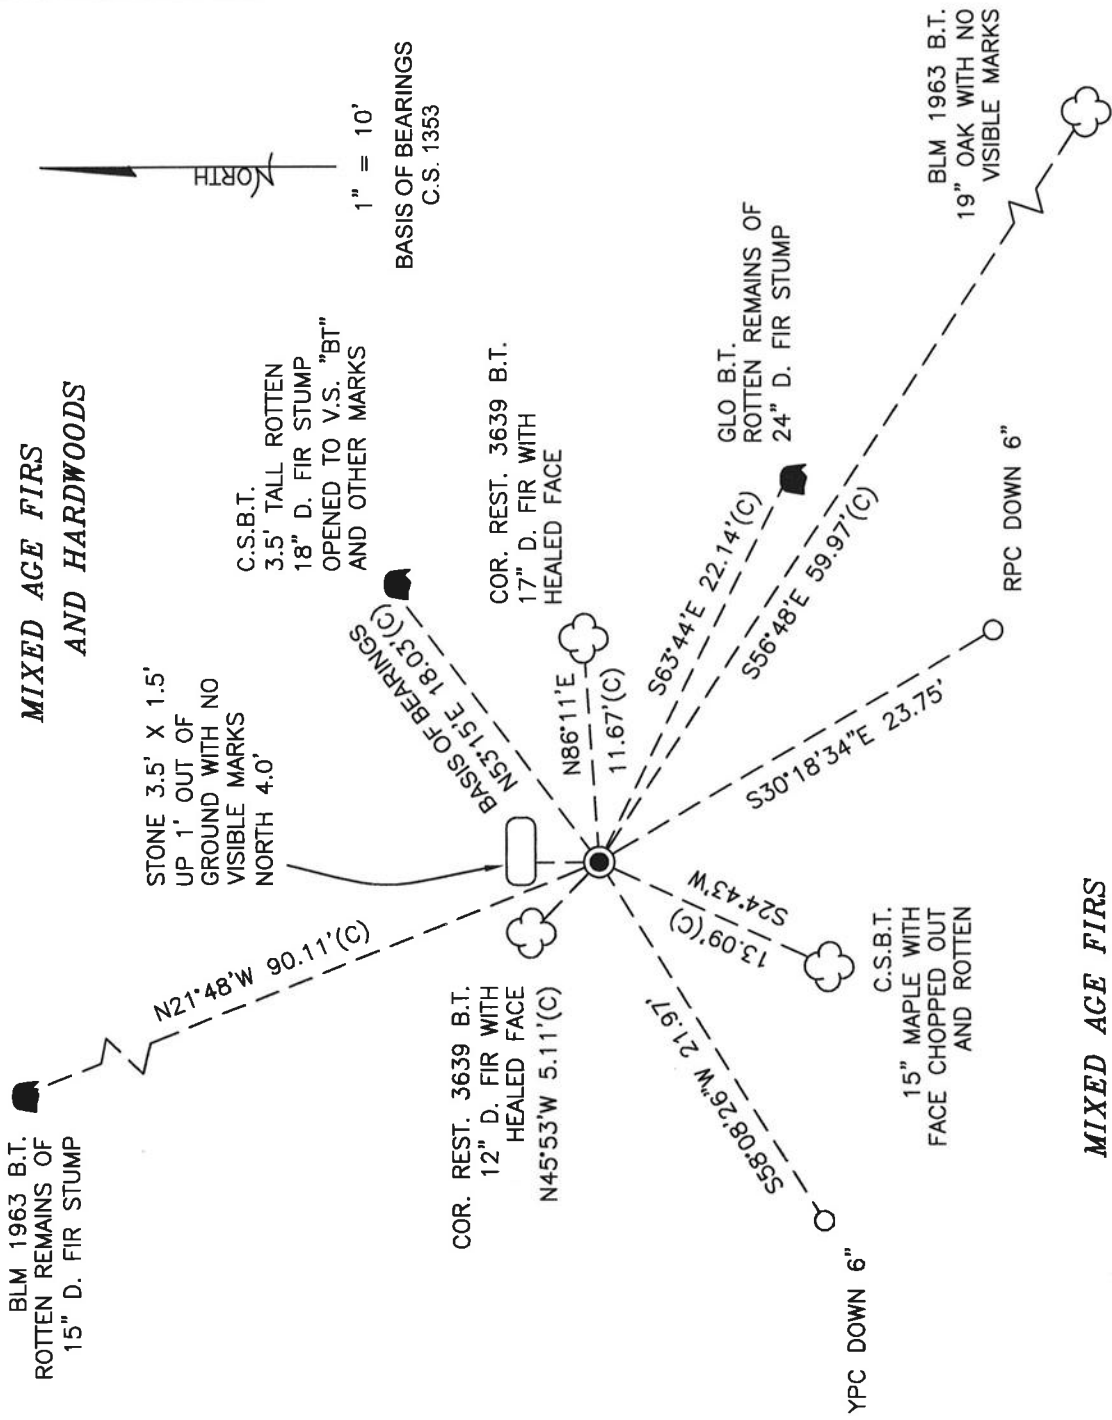 MIXED AGE FIRS
AND HARDWOODS
NORTH
1" = 10'
BASIS OF BEARINGS
C.S. 1353
BLM 1963 B.T.
ROTTEN REMAINS OF
15" D. FIR STUMP
N21°48'W 90.11'(C)
STONE 3.5' X 1.5'
UP 1' OUT OF
GROUND WITH NO
VISIBLE MARKS
NORTH 4.0'
C.S.B.T.
3.5' TALL ROTTEN
18" D. FIR STUMP
OPENED TO V.S. "BT"
AND OTHER MARKS
BASIS OF BEARINGS
N53°15'E 18.03'(C)
COR. REST. 3639 B.T.
17" D. FIR WITH
HEALED FACE
N86°11'E
11.67'(C)
COR. REST. 3639 B.T.
12" D. FIR WITH
HEALED FACE
N45°53'W 5.11'(C)
GLO B.T.
ROTTEN REMAINS OF
24" D. FIR STUMP
S63°44'E 22.14'(C)
BLM 1963 B.T.
19" OAK WITH NO
VISIBLE MARKS
S56°48'E 59.97'(C)
S30°18'34"E 23.75'
RPC DOWN 6"
S24°43'W
13.09'(C)
C.S.B.T.
15" MAPLE WITH
FACE CHOPPED OUT
AND ROTTEN
S58°08'26"W 21.97'
YPC DOWN 6"
MIXED AGE FIRS